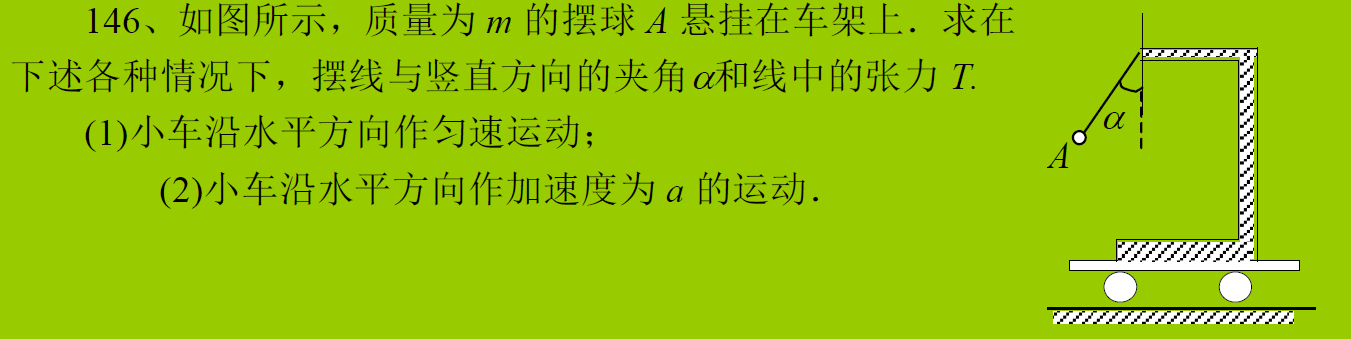 146、如图所示，质量为 m 的摆球 A 悬挂在车架上．求在
下述各种情况下，摆线与竖直方向的夹角α和线中的张力 T.
(1)小车沿水平方向作匀速运动；
(2)小车沿水平方向作加速度为 a 的运动．
α
A